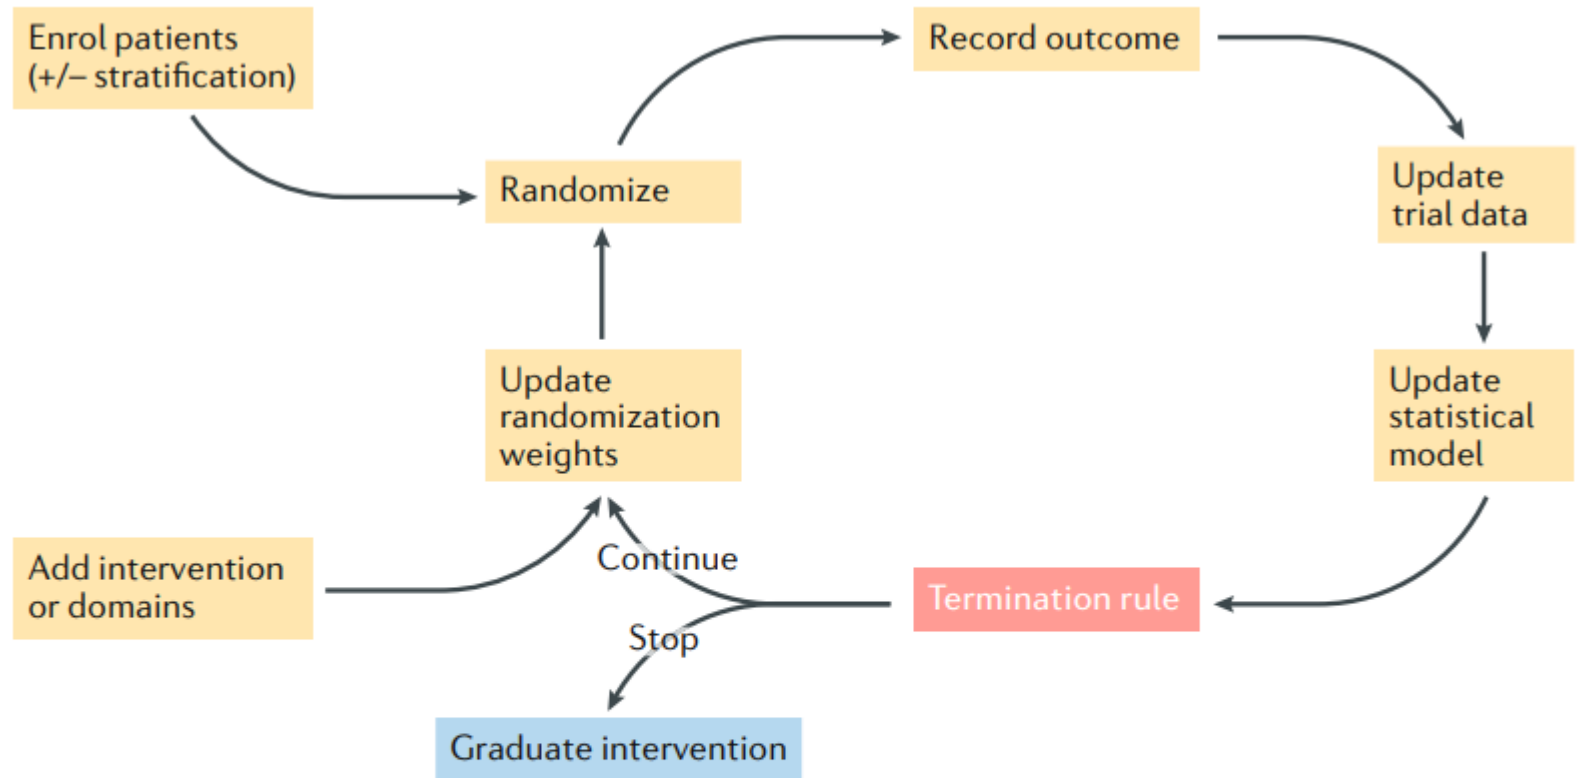 Enrol patients
(+/– stratification)
Record outcome
Randomize
Update
trial data
Update
randomization
weights
Update
statistical
model
Add intervention
or domains
Continue
Termination rule
Stop
Graduate intervention